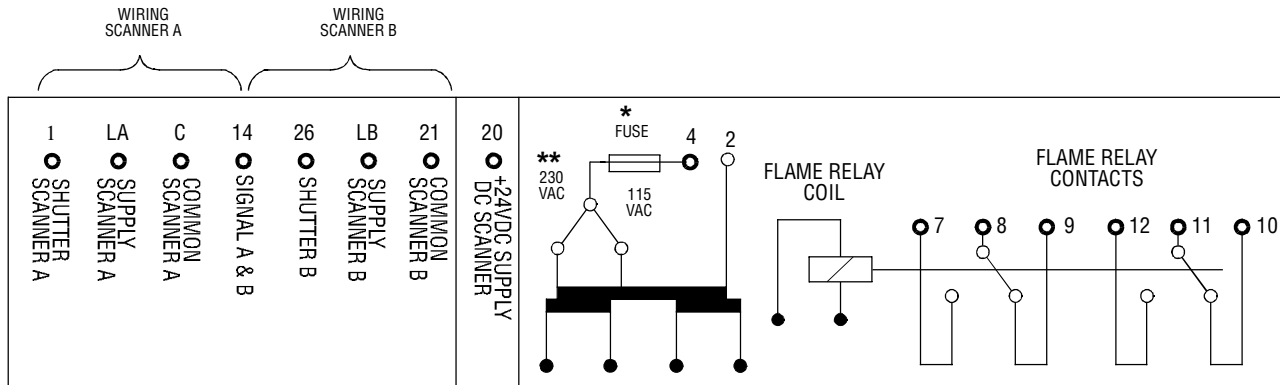 WIRING
SCANNER A
WIRING
SCANNER B
1
LA
C
14
26
LB
21
20
SHUTTER
SCANNER A
SUPPLY
SCANNER A
COMMON
SCANNER A
SIGNAL A & B
SHUTTER B
SUPPLY
SCANNER B
COMMON
SCANNER B
+24VDC SUPPLY
DC SCANNER
*
FUSE
4
2
**
230
VAC
115
VAC
FLAME RELAY
COIL
FLAME RELAY
CONTACTS
7
8
9
12
11
10